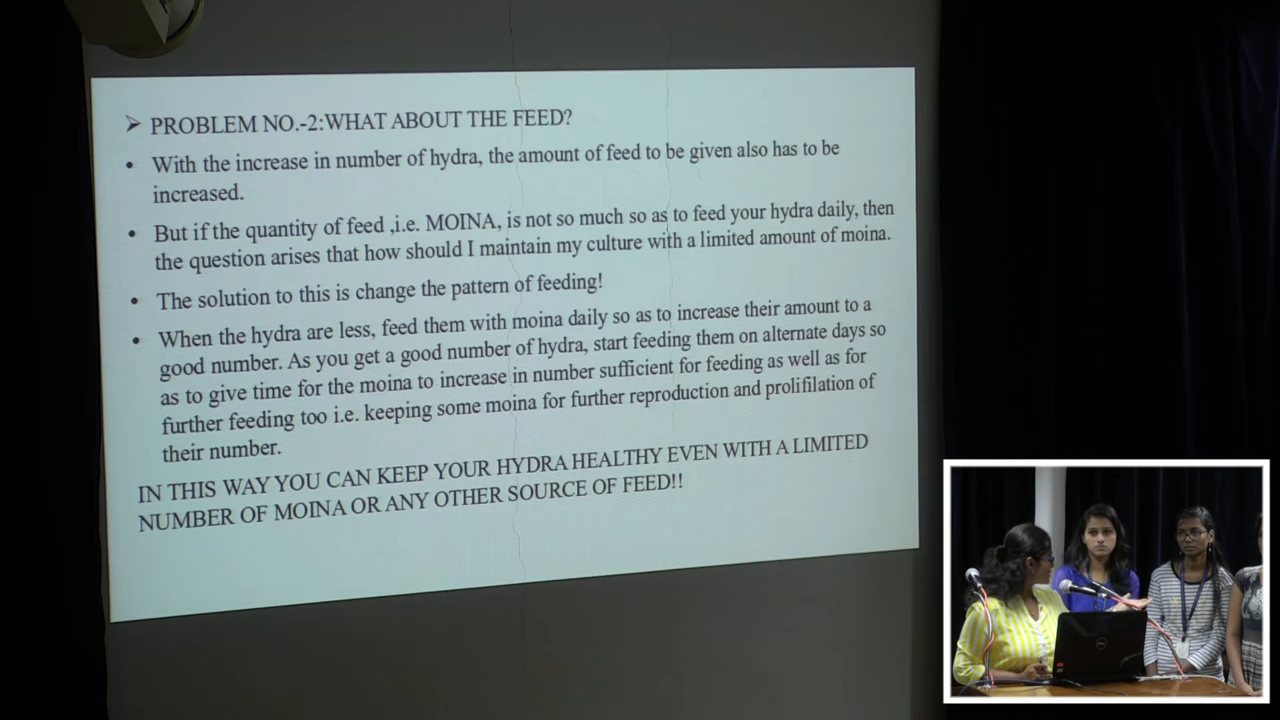 ➢ PROBLEM NO.-2:WHAT ABOUT THE FEED?
• With the increase in number of hydra, the amount of feed to be given also has to be
increased.
• But if the quantity of feed ,i.e. MOINA, is not so much so as to feed your hydra daily, then
the question arises that how should I maintain my culture with a limited amount of moina.
• The solution to this is change the pattern of feeding!
• When the hydra are less, feed them with moina daily so as to increase their amount to a
good number. As you get a good number of hydra, start feeding them on alternate days so
as to give time for the moina to increase in number sufficient for feeding as well as for
further feeding too i.e. keeping some moina for further reproduction and prolifilation of
their number.
IN THIS WAY YOU CAN KEEP YOUR HYDRA HEALTHY EVEN WITH A LIMITED
NUMBER OF MOINA OR ANY OTHER SOURCE OF FEED!!